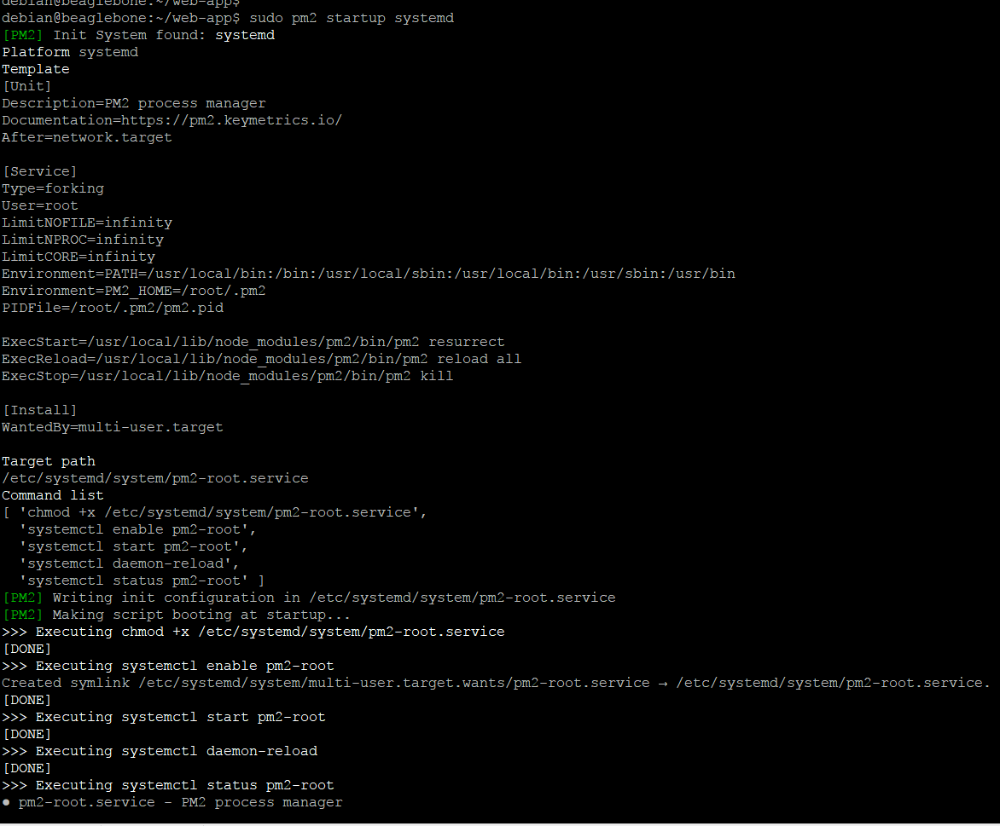 debian@beaglebone:~/web-app$
debian@beaglebone:~/web-app$ sudo pm2 startup systemd
[PM2] Init System found: systemd
Platform systemd
Template
[Unit]
Description=PM2 process manager
Documentation=https://pm2.keymetrics.io/
After=network.target
[Service]
Type=forking
User=root
LimitNOFILE=infinity
LimitNPROC=infinity
LimitCORE=infinity
Environment=PATH=/usr/local/bin:/bin:/usr/local/sbin:/usr/local/bin:/usr/sbin:/usr/bin
Environment=PM2_HOME=/root/.pm2
PIDFile=/root/.pm2/pm2.pid
ExecStart=/usr/local/lib/node_modules/pm2/bin/pm2 resurrect
ExecReload=/usr/local/lib/node_modules/pm2/bin/pm2 reload all
ExecStop=/usr/local/lib/node_modules/pm2/bin/pm2 kill
[Install]
WantedBy=multi-user.target
Target path
/etc/systemd/system/pm2-root.service
Command list
[ 'chmod +x /etc/systemd/system/pm2-root.service',
'systemctl enable pm2-root',
'systemctl start pm2-root',
'systemctl daemon-reload',
'systemctl status pm2-root' ]
[PM2] Writing init configuration in /etc/systemd/system/pm2-root.service
[PM2] Making script booting at startup...
>>> Executing chmod +x /etc/systemd/system/pm2-root.service
[DONE]
>>> Executing systemctl enable pm2-root
Created symlink /etc/systemd/system/multi-user.target.wants/pm2-root.service → /etc/systemd/system/pm2-root.service.
[DONE]
>>> Executing systemctl start pm2-root
[DONE]
>>> Executing systemctl daemon-reload
[DONE]
>>> Executing systemctl status pm2-root
● pm2-root.service - PM2 process manager